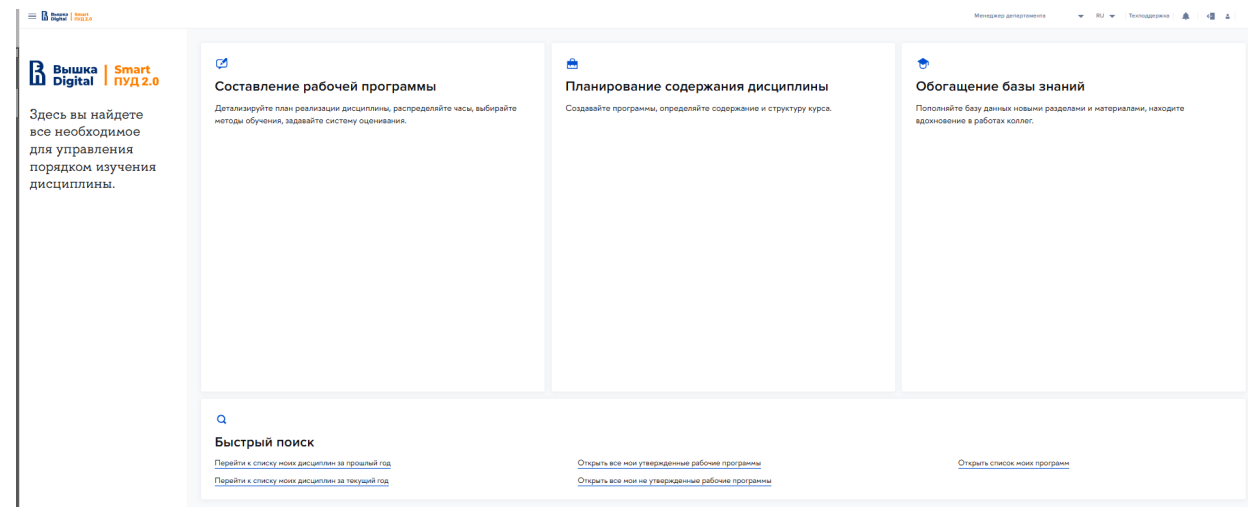 Вышка | Smart
Digital | ПУД 2.0
Менеджер департамента
RU
Техподдержка
Вышка | Smart
Digital | ПУД 2.0
Здесь вы найдете
все необходимое
для управления
порядком изучения
дисциплины.
Составление рабочей программы
Детализируйте план реализации дисциплины, распределяйте часы, выбирайте
методы обучения, задавайте систему оценивания.
Планирование содержания дисциплины
Создавайте программы, определяйте содержание и структуру курса.
Обогащение базы знаний
Пополняйте базу данных новыми разделами и материалами, находите
вдохновение в работах коллег.
Быстрый поиск
Перейти к списку моих дисциплин за прошлый год
Перейти к списку моих дисциплин за текущий год
Открыть все мои утвержденные рабочие программы
Открыть все мои не утвержденные рабочие программы
Открыть список моих программ